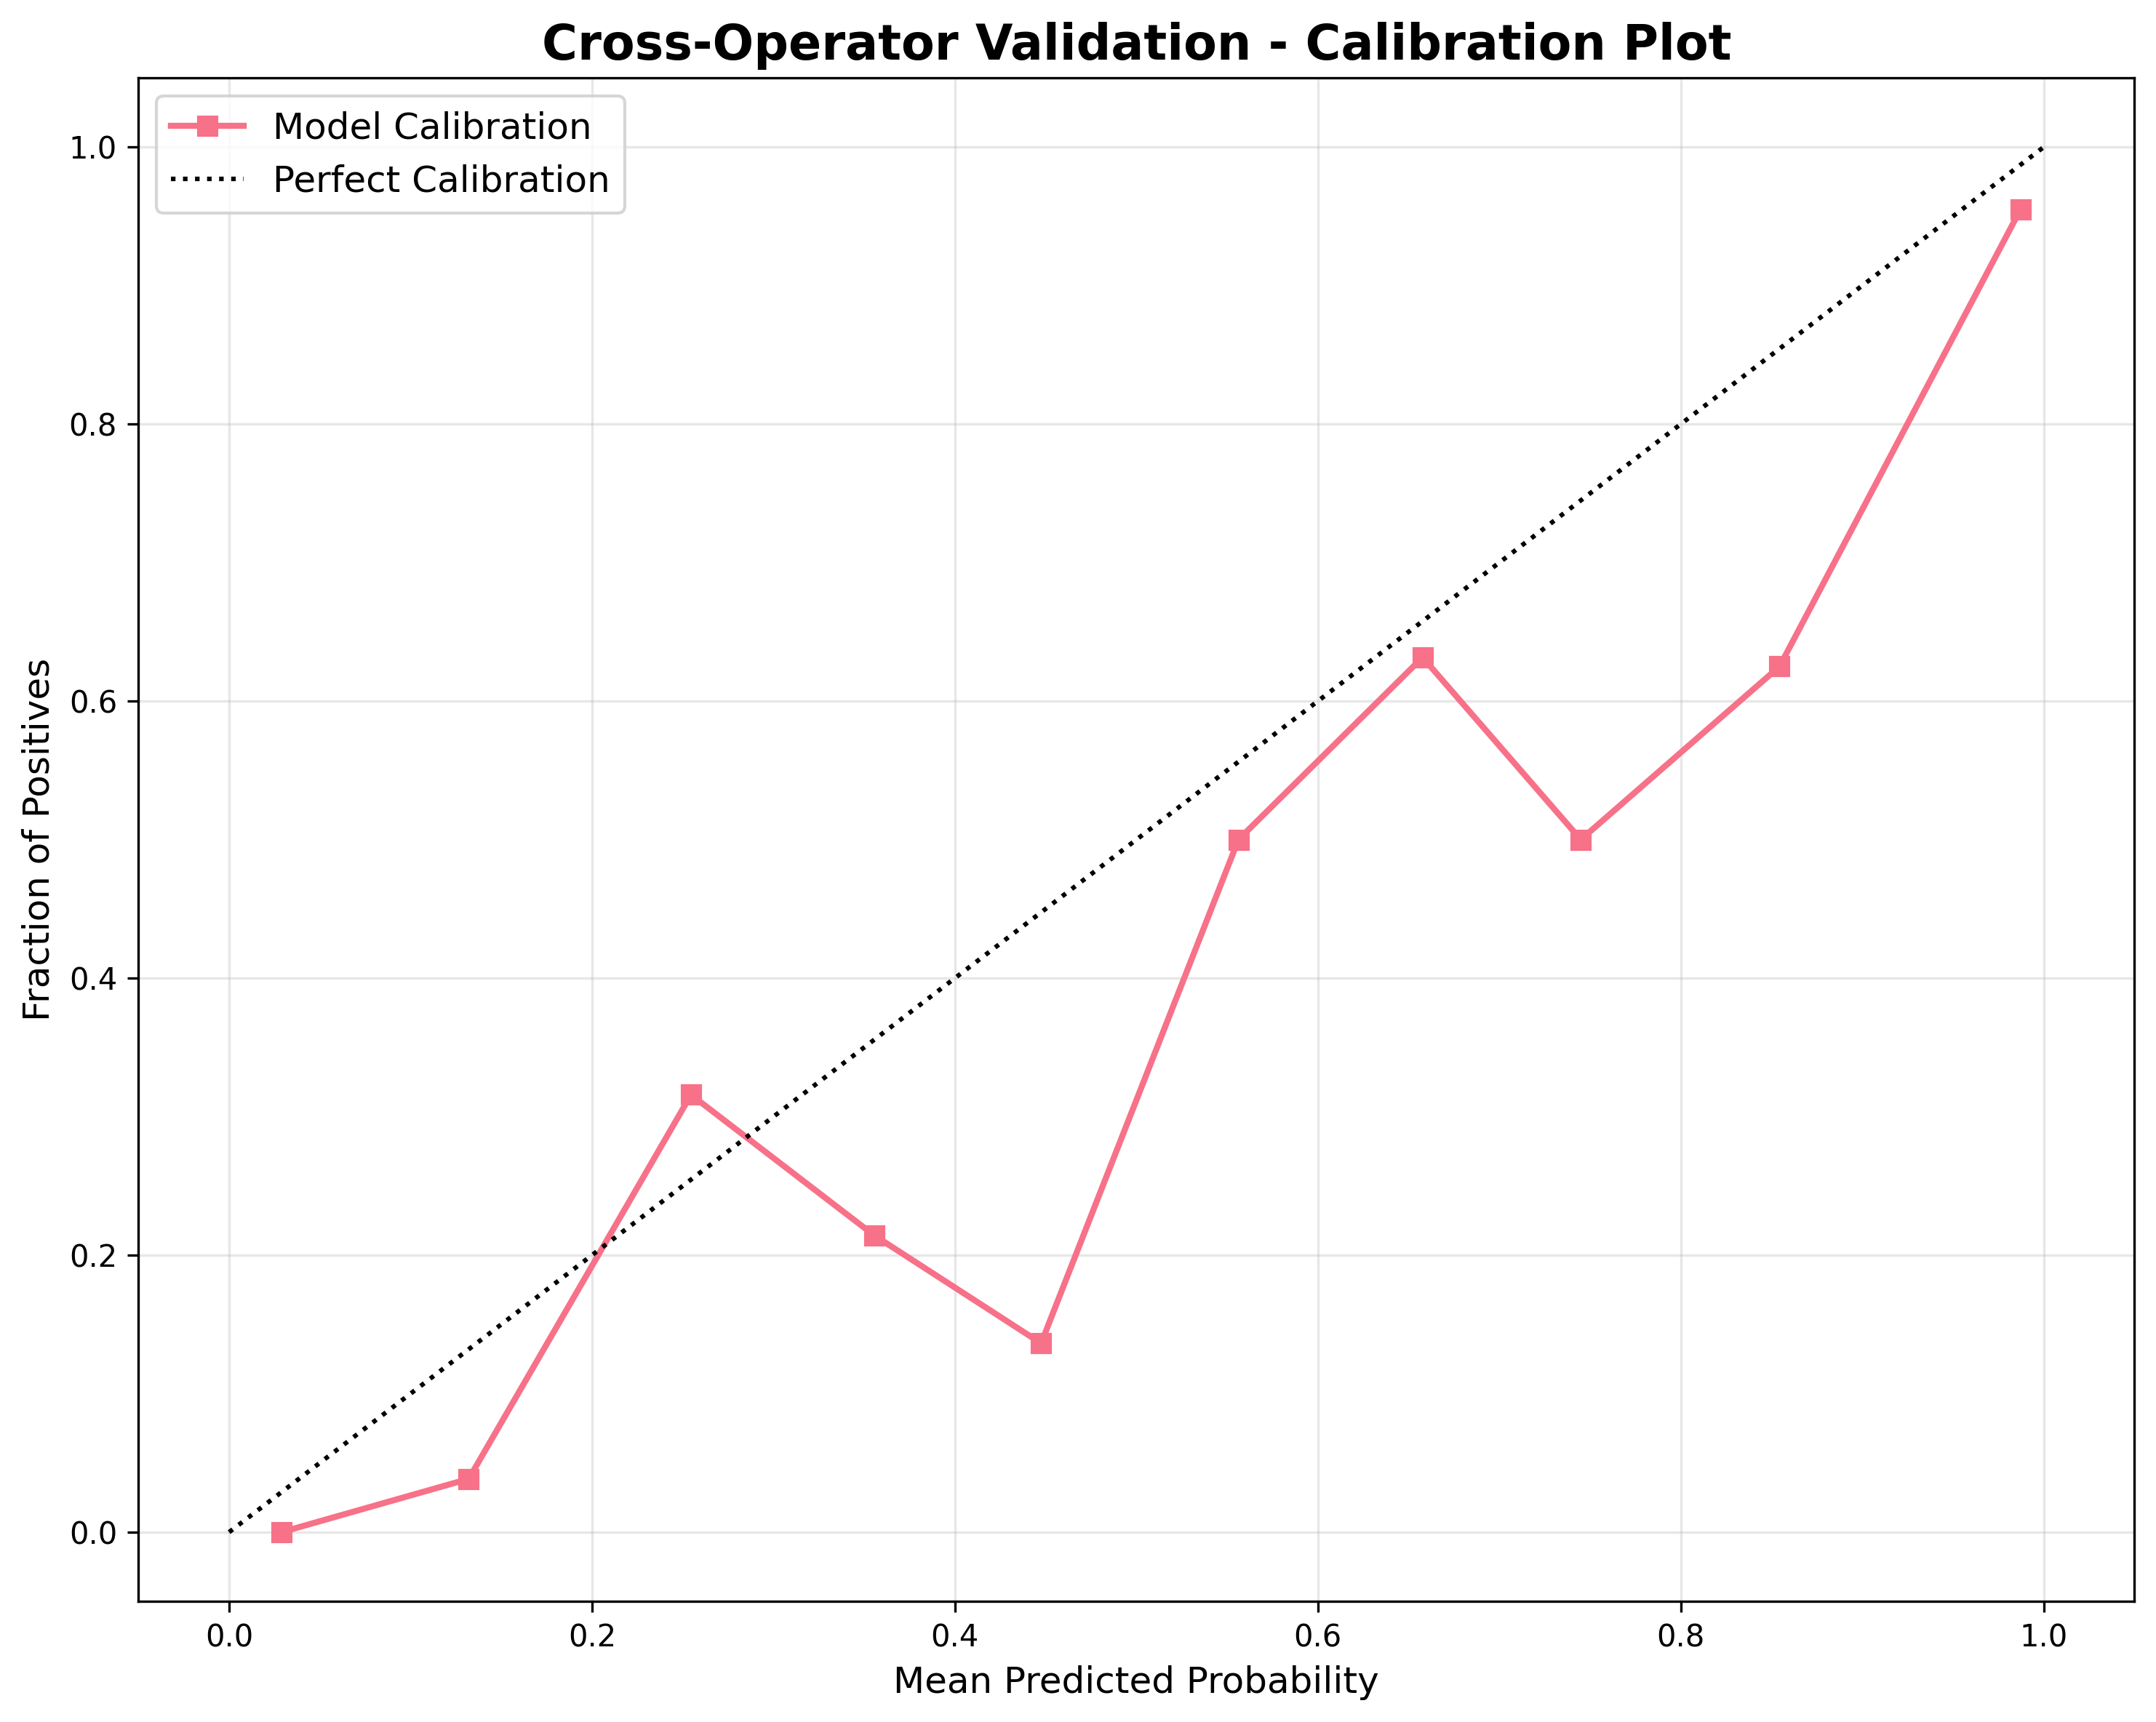 Cross-Operator Validation - Calibration Plot
Model Calibration
Perfect Calibration
1.0
0.8
0.6
0.4
0.2
0.0
Fraction of Positives
0.0 0.2 0.4 0.6 0.8 1.0
Mean Predicted Probability